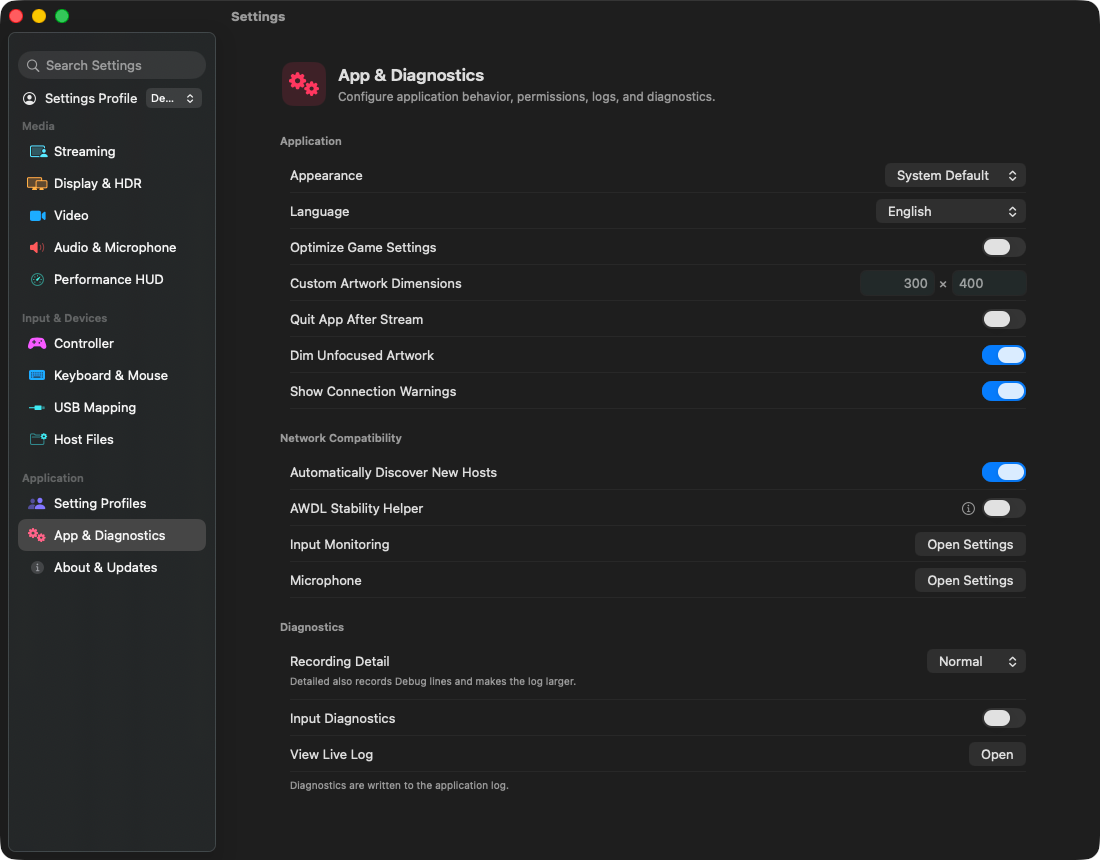 Settings
Search Settings
Settings Profile De...
Media
Streaming
Display & HDR
Video
Audio & Microphone
Performance HUD
Input & Devices
Controller
Keyboard & Mouse
USB Mapping
Host Files
Application
Setting Profiles
App & Diagnostics
About & Updates
App & Diagnostics
Configure application behavior, permissions, logs, and diagnostics.
Application
Appearance System Default
Language English
Optimize Game Settings
Custom Artwork Dimensions 300 × 400
Quit App After Stream
Dim Unfocused Artwork
Show Connection Warnings
Network Compatibility
Automatically Discover New Hosts
AWDL Stability Helper
Input Monitoring Open Settings
Microphone Open Settings
Diagnostics
Recording Detail Normal
Detailed also records Debug lines and makes the log larger.
Input Diagnostics
View Live Log Open
Diagnostics are written to the application log.